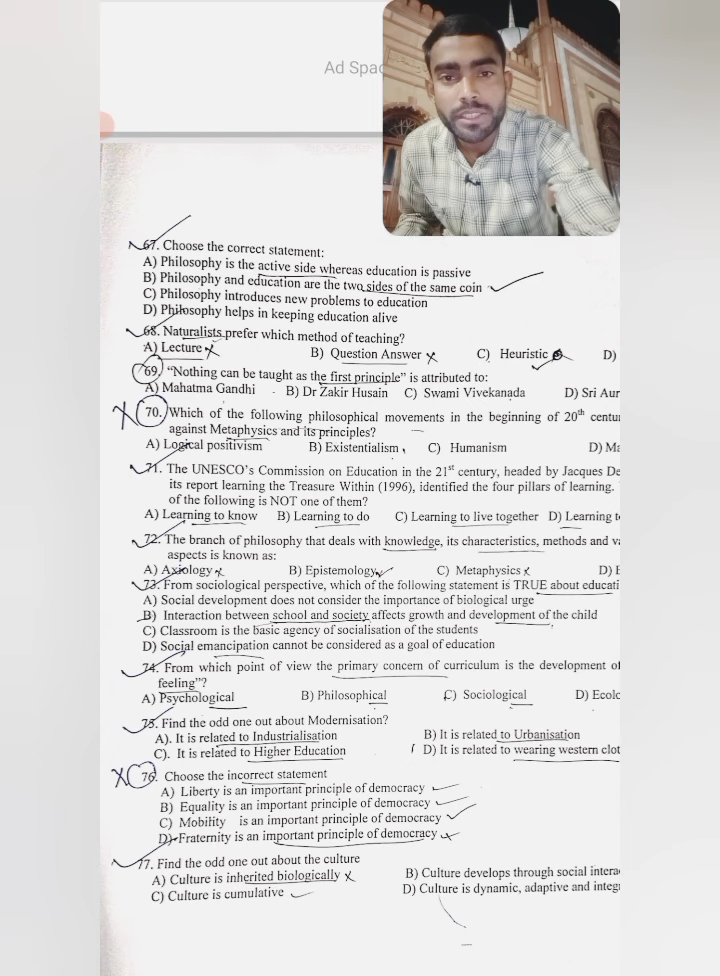 Ad Spac
67. Choose the correct statement:
A) Philosophy is the active side whereas education is passive
B) Philosophy and education are the two sides of the same coin
C) Philosophy introduces new problems to education
D) Philosophy helps in keeping education alive
68. Naturalists prefer which method of teaching?
A) Lecture B) Question Answer C) Heuristic D)
69. “Nothing can be taught as the first principle” is attributed to:
A) Mahatma Gandhi B) Dr Zakir Husain C) Swami Vivekanada D) Sri Aur
70. Which of the following philosophical movements in the beginning of 20th centu
against Metaphysics and its principles?
A) Logical positivism B) Existentialism C) Humanism D) Ma
71. The UNESCO's Commission on Education in the 21st century, headed by Jacques De
its report learning the Treasure Within (1996), identified the four pillars of learning.
of the following is NOT one of them?
A) Learning to know B) Learning to do C) Learning to live together D) Learning t
72. The branch of philosophy that deals with knowledge, its characteristics, methods and va
aspects is known as:
A) Axiology B) Epistemology C) Metaphysics D) E
73. From sociological perspective, which of the following statement is TRUE about educati
A) Social development does not consider the importance of biological urge
B) Interaction between school and society affects growth and development of the child
C) Classroom is the basic agency of socialisation of the students
D) Social emancipation cannot be considered as a goal of education
74. From which point of view the primary concern of curriculum is the development of
feeling”?
A) Psychological B) Philosophical C) Sociological D) Ecolo
75. Find the odd one out about Modernisation?
A). It is related to Industrialisation B) It is related to Urbanisation
C). It is related to Higher Education D) It is related to wearing western clot
76. Choose the incorrect statement
A) Liberty is an important principle of democracy
B) Equality is an important principle of democracy
C) Mobility is an important principle of democracy
D) Fraternity is an important principle of democracy
77. Find the odd one out about the culture
A) Culture is inherited biologically B) Culture develops through social intera
C) Culture is cumulative D) Culture is dynamic, adaptive and integr